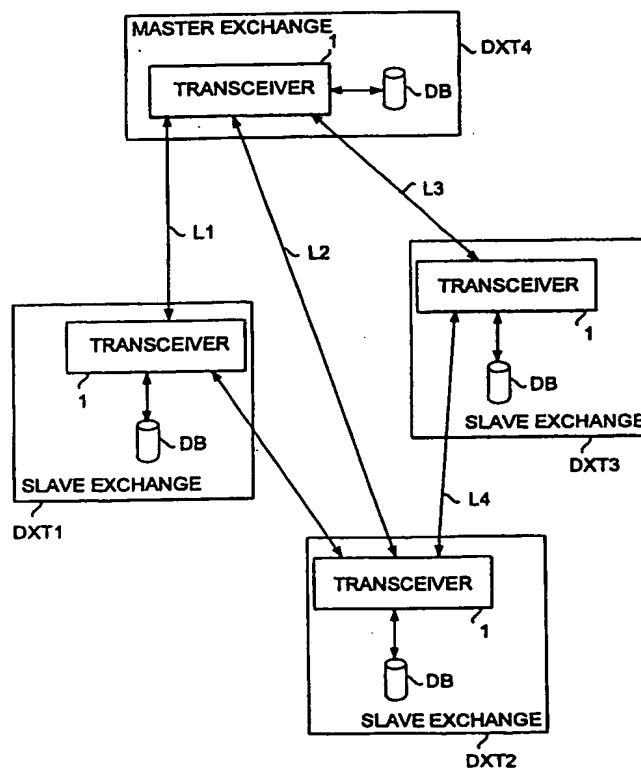 MASTER EXCHANGE
1
TRANSCEIVER
DB
DXT4
L1
L2
L3
TRANSCEIVER
1
DB
SLAVE EXCHANGE
DXT1
TRANSCEIVER
1
DB
SLAVE EXCHANGE
DXT3
L4
TRANSCEIVER
1
DB
SLAVE EXCHANGE
DXT2